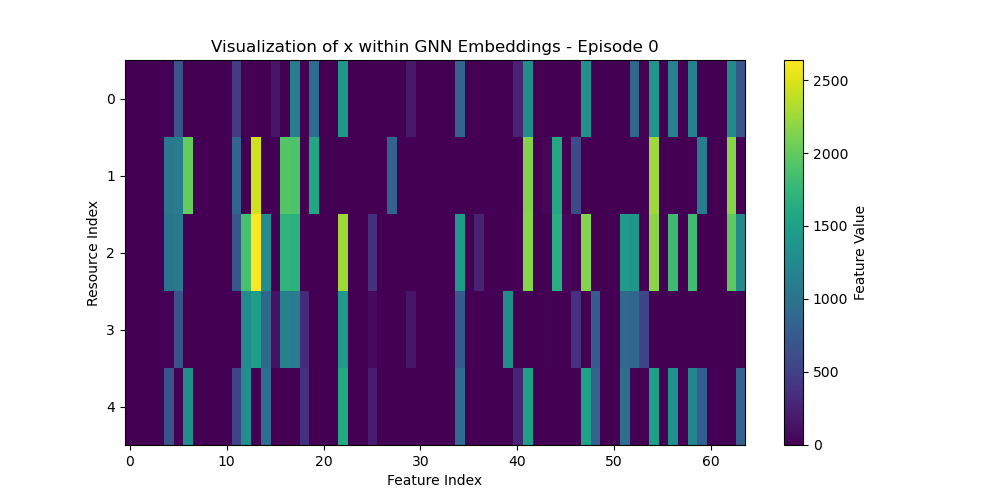 Visualization of x within GNN Embeddings - Episode 0
Resource Index
0
1
2
3
4
0 10 20 30 40 50 60
Feature Index
2500
2000
1500
1000
500
0
Feature Value